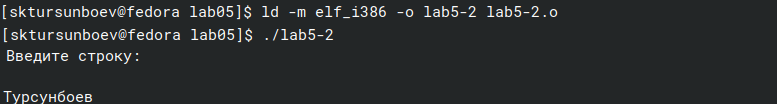 [sktursunboev@fedora lab05]$ ld -m elf_i386 -o lab5-2 lab5-2.o
[sktursunboev@fedora lab05]$ ./lab5-2
Введите строку:
Турсунбоев